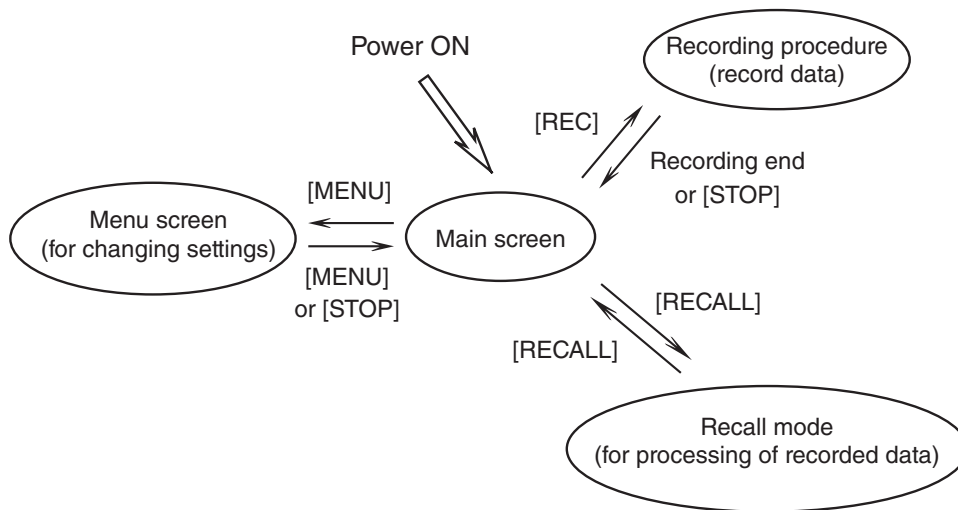 Power ON
Recording procedure
(record data)
[REC]
Recording end
or [STOP]
[MENU]
Menu screen
(for changing settings)
Main screen
[MENU]
or [STOP]
[RECALL]
[RECALL]
Recall mode
(for processing of recorded data)